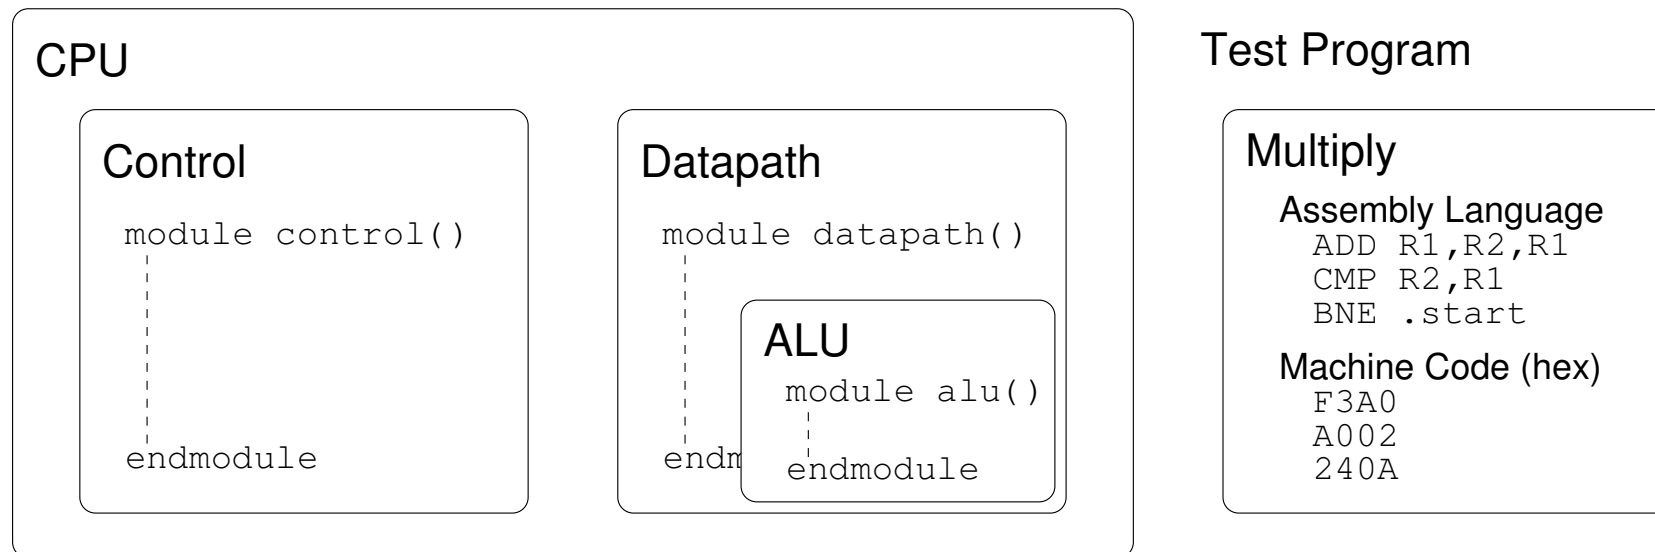 CPU
Control
module control()
endmodule
Datapath
module datapath()
endm
ALU
module alu()
endmodule
Test Program
Multiply
Assembly Language
ADD R1,R2,R1
CMP R2,R1
BNE .start
Machine Code (hex)
F3A0
A002
240A